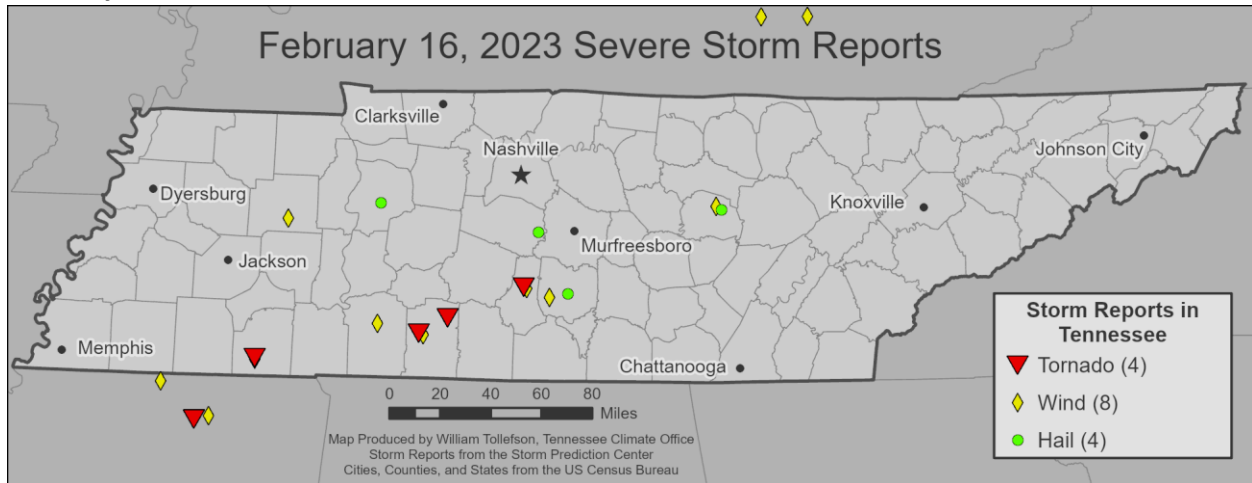 February 16, 2023 Severe Storm Reports
Clarksville
Nashville
Johnson City
Dyersburg
Knoxville
Murfreesboro
Jackson
Memphis
Chattanooga
Storm Reports in
Tennessee
Tornado (4)
Wind (8)
Hail (4)
0 20 40 60 80
Miles
Map Produced by William Tollefson, Tennessee Climate Office
Storm Reports from the Storm Prediction Center
Cities, Counties, and States from the US Census Bureau